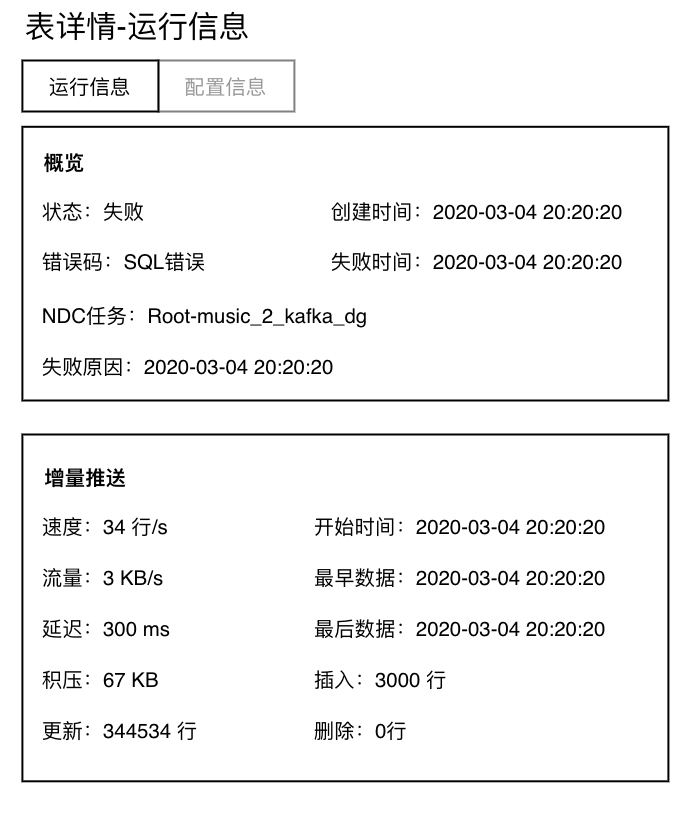 表详情-运行信息
运行信息 配置信息
概览
状态：失败 创建时间：2020-03-04 20:20:20
错误码：SQL错误 失败时间：2020-03-04 20:20:20
NDC任务：Root-music_2_kafka_dg
失败原因：2020-03-04 20:20:20
增量推送
速度：34 行/s 开始时间：2020-03-04 20:20:20
流量：3 KB/s 最早数据：2020-03-04 20:20:20
延迟：300 ms 最后数据：2020-03-04 20:20:20
积压：67 KB 插入：3000 行
更新：344534 行 删除：0行